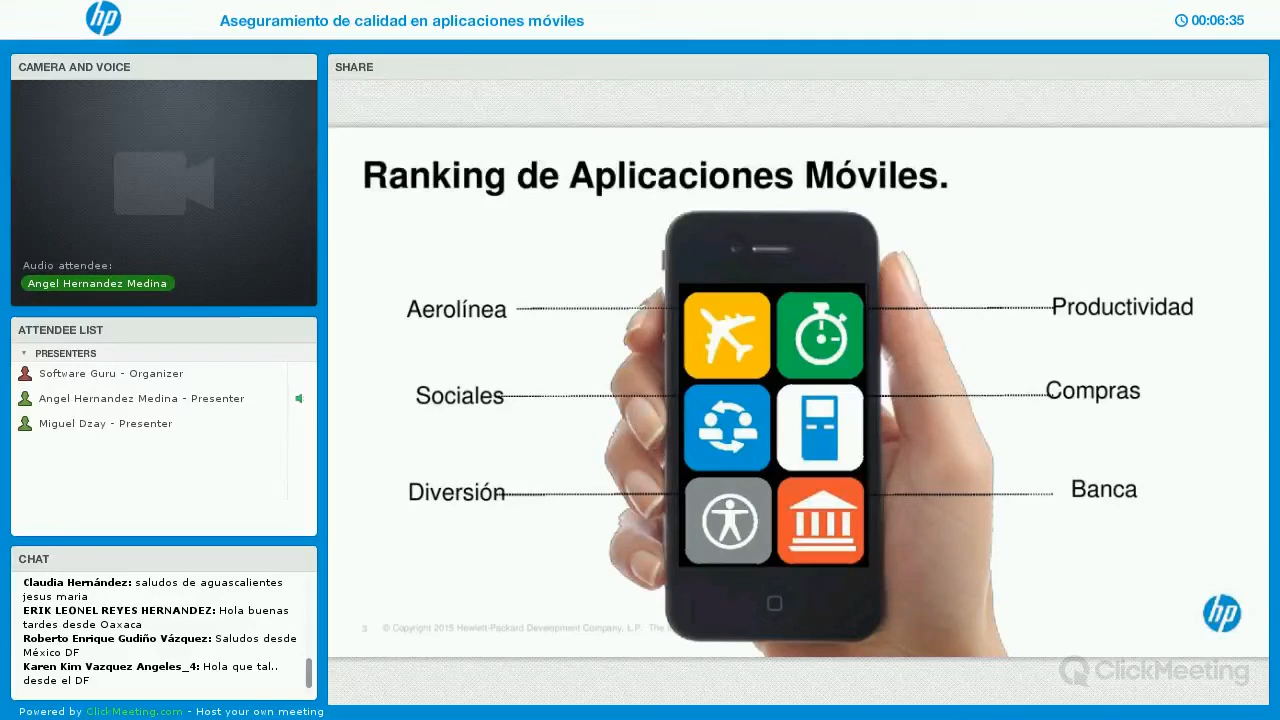 hp
Aseguramiento de calidad en aplicaciones móviles
00:06:35
CAMERA AND VOICE
Audio attendee:
Angel Hernandez Medina
ATTENDEE LIST
PRESENTERS
Software Guru - Organizer
Angel Hernandez Medina - Presenter
Miguel Dzay - Presenter
CHAT
Claudia Hernández: saludos de aguascalientes
jesus maria
ERIK LEONEL REYES HERNANDEZ: Hola buenas
tardes desde Oaxaca
Roberto Enrique Gudiño Vázquez: Saludos desde
México DF
Karen Kim Vazquez Angeles_4: Hola que tal..
desde el DF
Powered by ClickMeeting.com - Host your own meeting
SHARE
Ranking de Aplicaciones Móviles.
Aerolínea
Productividad
Sociales
Compras
Diversión
Banca
3 © Copyright 2015 Hewlett-Packard Development Company, L.P. The
hp
ClickMeeting